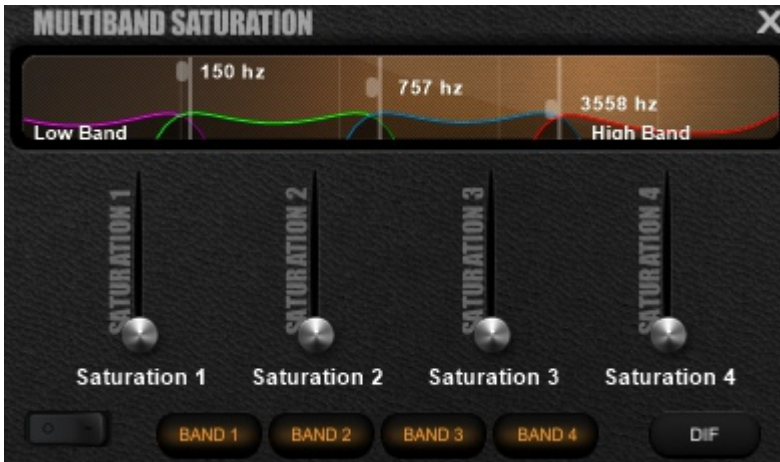 MULTIBAND SATURATION X
150 hz
757 hz
3558 hz
Low Band High Band
SATURATION 1 SATURATION 2 SATURATION 3 SATURATION 4
Saturation 1 Saturation 2 Saturation 3 Saturation 4
BAND 1 BAND 2 BAND 3 BAND 4 DIF